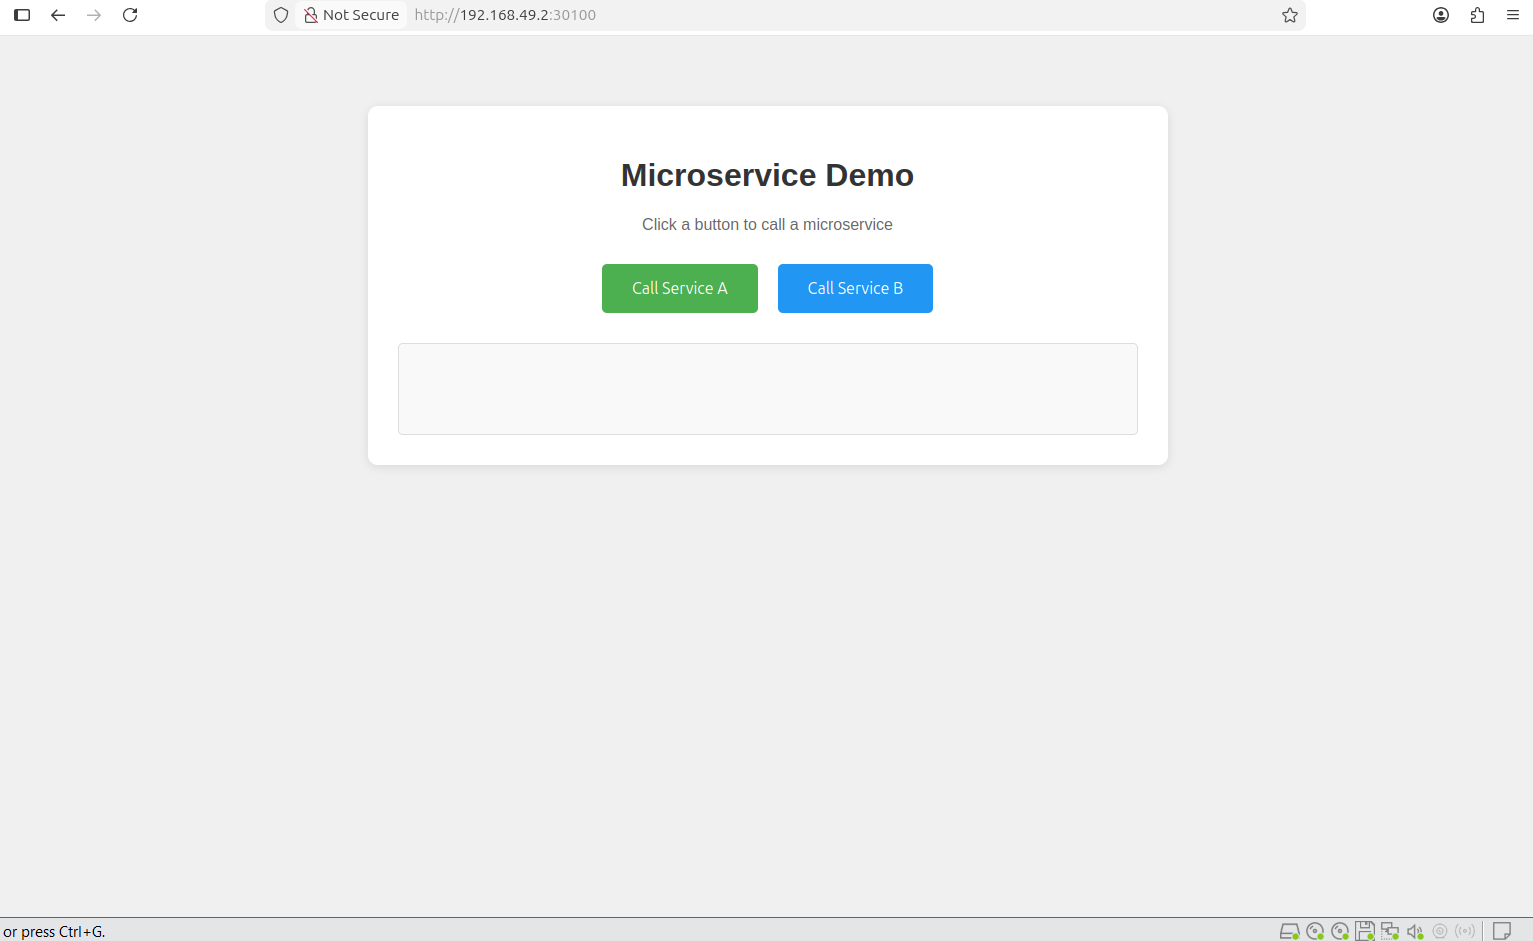 Not Secure http://192.168.49.2:30100
Microservice Demo
Click a button to call a microservice
Call Service A Call Service B
or press Ctrl+G.